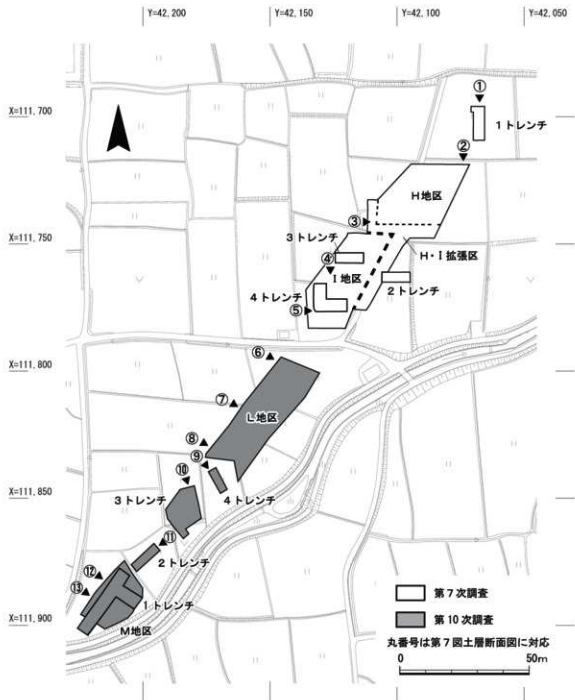 Y=42,200
Y=42,150
Y=42,100
Y=42,050
X=111,700
①
1トレンチ
②
H地区
③
X=111,750
3トレンチ
④
I地区
H・I拡張区
2トレンチ
4トレンチ
⑤
X=111,800
⑥
⑦
L地区
⑧
⑨
⑩
X=111,850
3トレンチ
4トレンチ
⑪
2トレンチ
⑫
⑬
1トレンチ
X=111,900
M地区
第7次調査
第10次調査
丸番号は第7図土層断面図に対応
0
50m